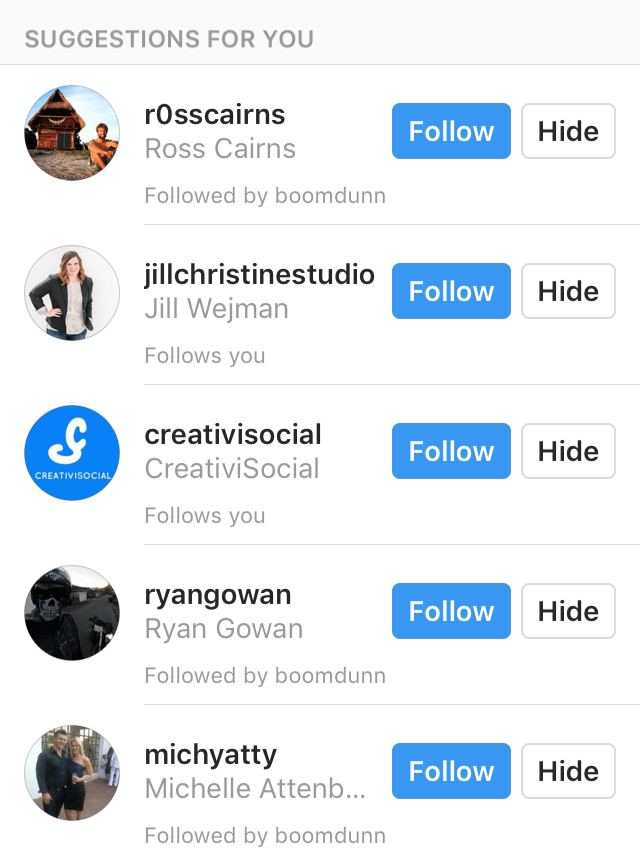 SUGGESTIONS FOR YOU
r0sscairns
Ross Cairns
Followed by boomdunn
Follow
Hide
jillchristinestudio
Jill Wejman
Follows you
Follow
Hide
CREATIVISOCIAL
creativisocial
CreativiSocial
Follows you
Follow
Hide
ryangowan
Ryan Gowan
Followed by boomdunn
Follow
Hide
michyatty
Michelle Attenb...
Followed by boomdunn
Follow
Hide